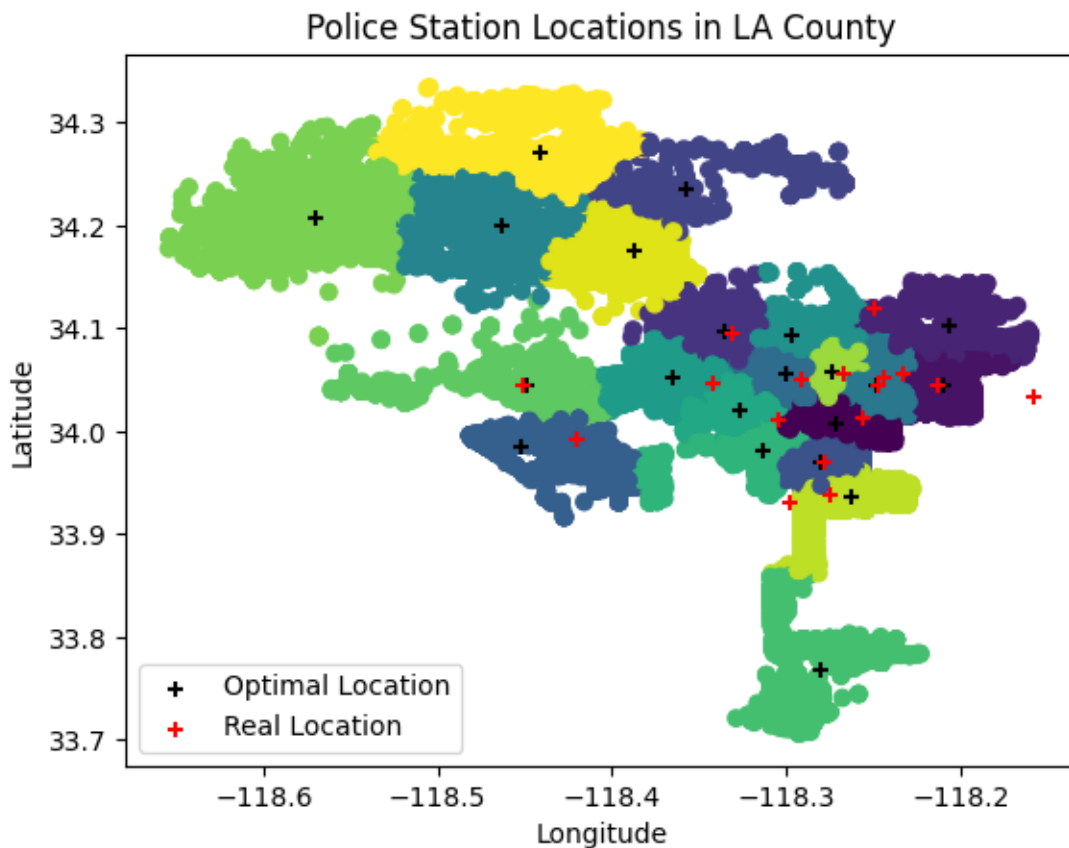 Police Station Locations in LA County
34.3
34.2
34.1
34.0
33.9
33.8
33.7
Latitude
Optimal Location
Real Location
−118.6 −118.5 −118.4 −118.3 −118.2
Longitude